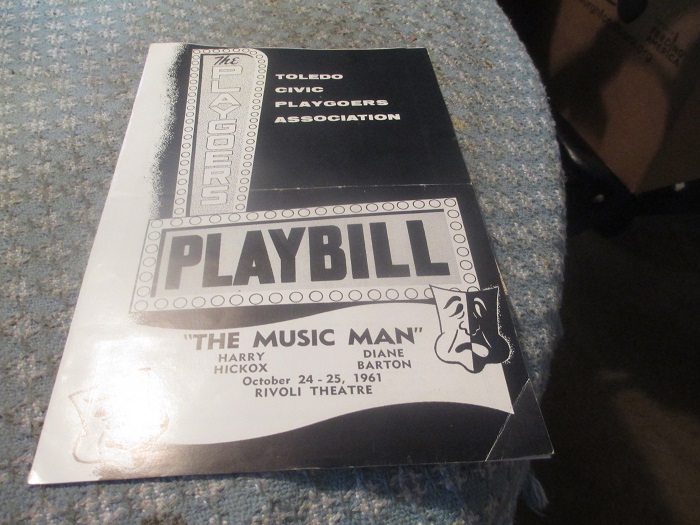 The
PLAYGOERS
TOLEDO
CIVIC
PLAYGOERS
ASSOCIATION
PLAYBILL
"THE MUSIC MAN"
HARRY DIANE
HICKOX BARTON
October 24 - 25, 1961
RIVOLI THEATRE